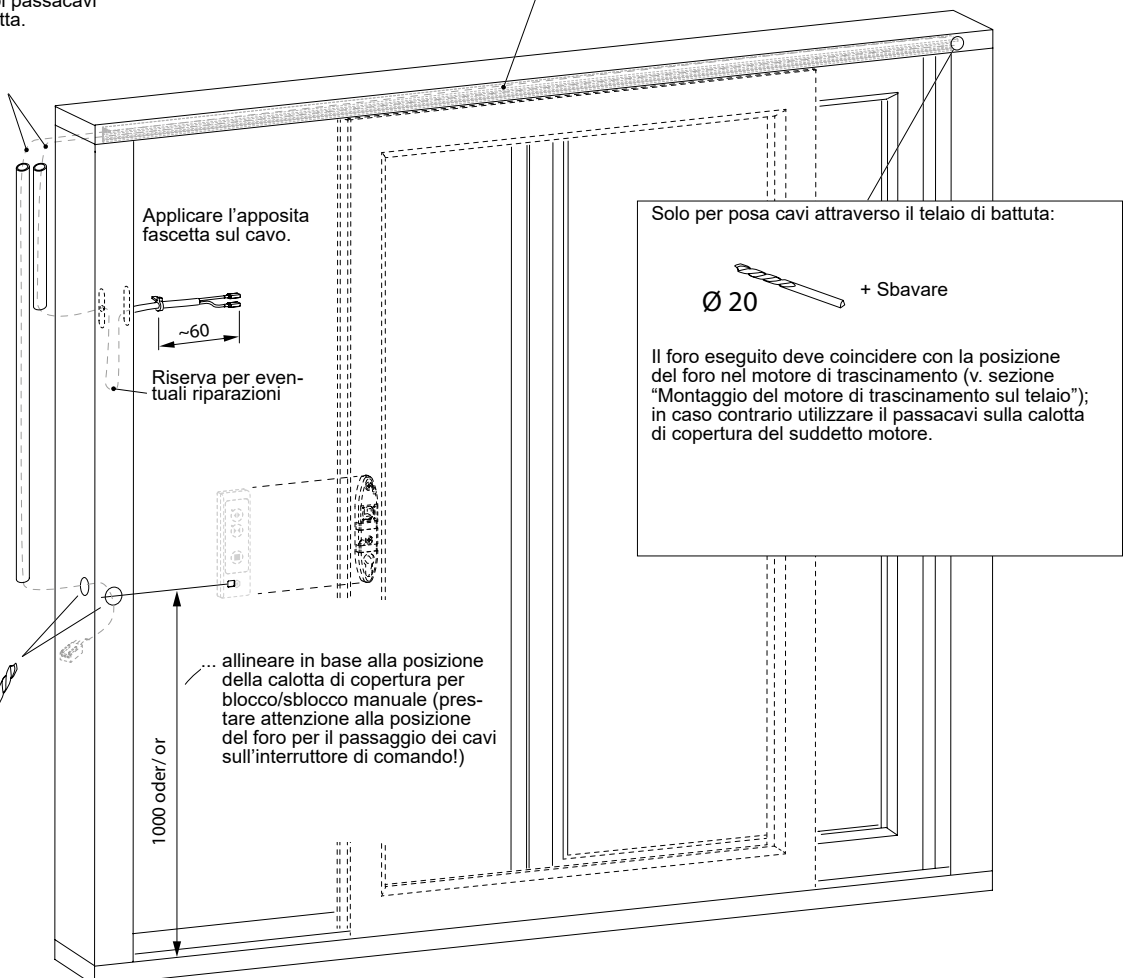 passacavi
tta.
Applicare l’apposita
fascetta sul cavo.
~60
Riserva per even-
tuali riparazioni
Solo per posa cavi attraverso il telaio di battuta:
Ø 20
+ Sbavare
Il foro eseguito deve coincidere con la posizione
del foro nel motore di trascinamento (v. sezione
“Montaggio del motore di trascinamento sul telaio”);
in caso contrario utilizzare il passacavi sulla calotta
di copertura del suddetto motore.
... allineare in base alla posizione
della calotta di copertura per
blocco/sblocco manuale (pres-
tare attenzione alla posizione
del foro per il passaggio dei cavi
sull’interruttore di comando!)
1000 oder/ or